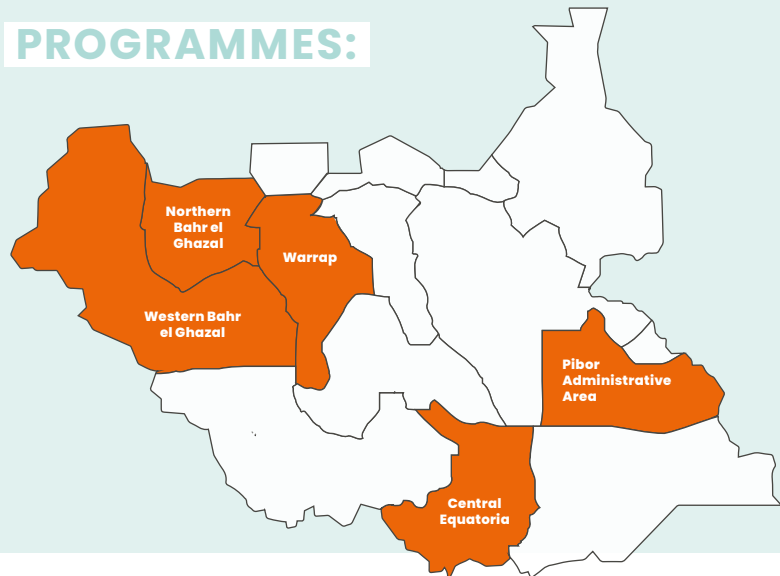 PROGRAMMES:
Northern
Bahr el
Ghazal
Warrap
Western Bahr
el Ghazal
Pibor
Administrative
Area
Central
Equatoria